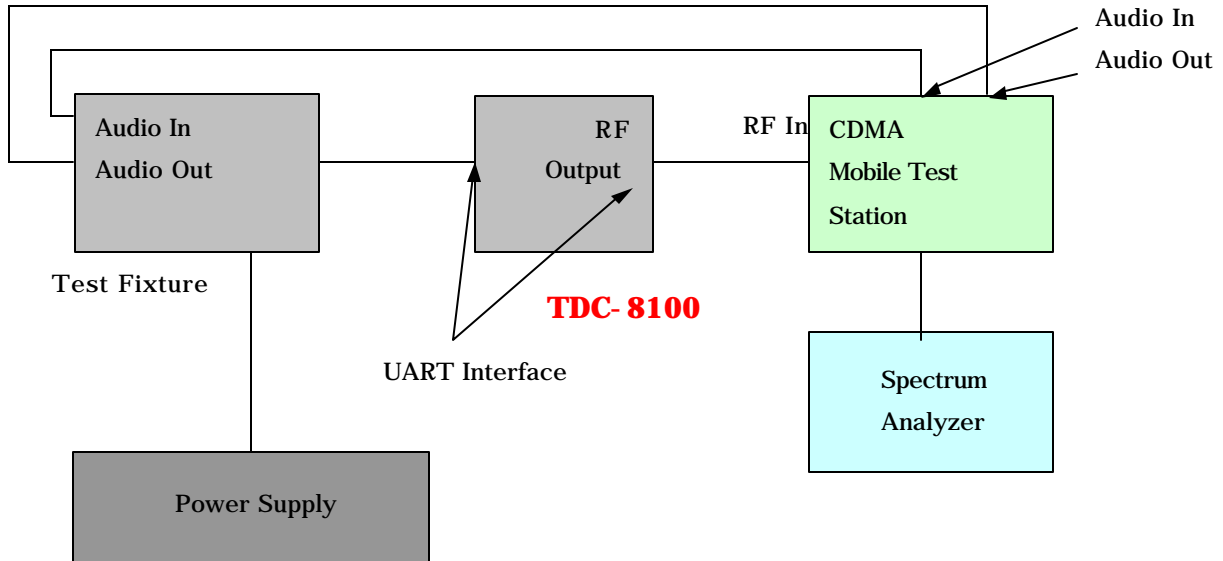 Audio In
Audio Out
Audio In
Audio Out
RF
Output
RF In
CDMA
Mobile Test
Station
Test Fixture
TDC- 8100
UART Interface
Spectrum
Analyzer
Power Supply